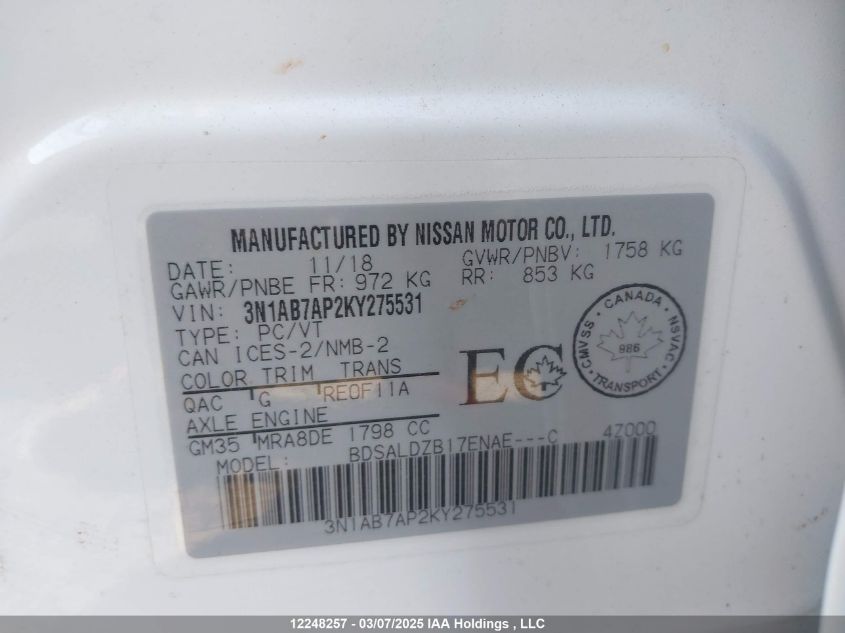 MANUFACTURED BY NISSAN MOTOR CO., LTD.
DATE: 11/18 GVWR/PNBV: 1758 KG
GAWR/PNBE FR: 972 KG RR: 853 KG
VIN: 3N1AB7AP2KY275531
TYPE: PC/VT
CAN ICES-2/NMB-2
COLOR TRIM TRANS
QAC G RE0F11A
AXLE ENGINE
GM35 MRA8DE 1798 CC
MODEL: BDSALDZB17ENAE---C 4Z000
EC
CANADA
CMVSS NSVAC
986
TRANSPORT
3N1AB7AP2KY275531
12248257 - 03/07/2025 IAA Holdings , LLC